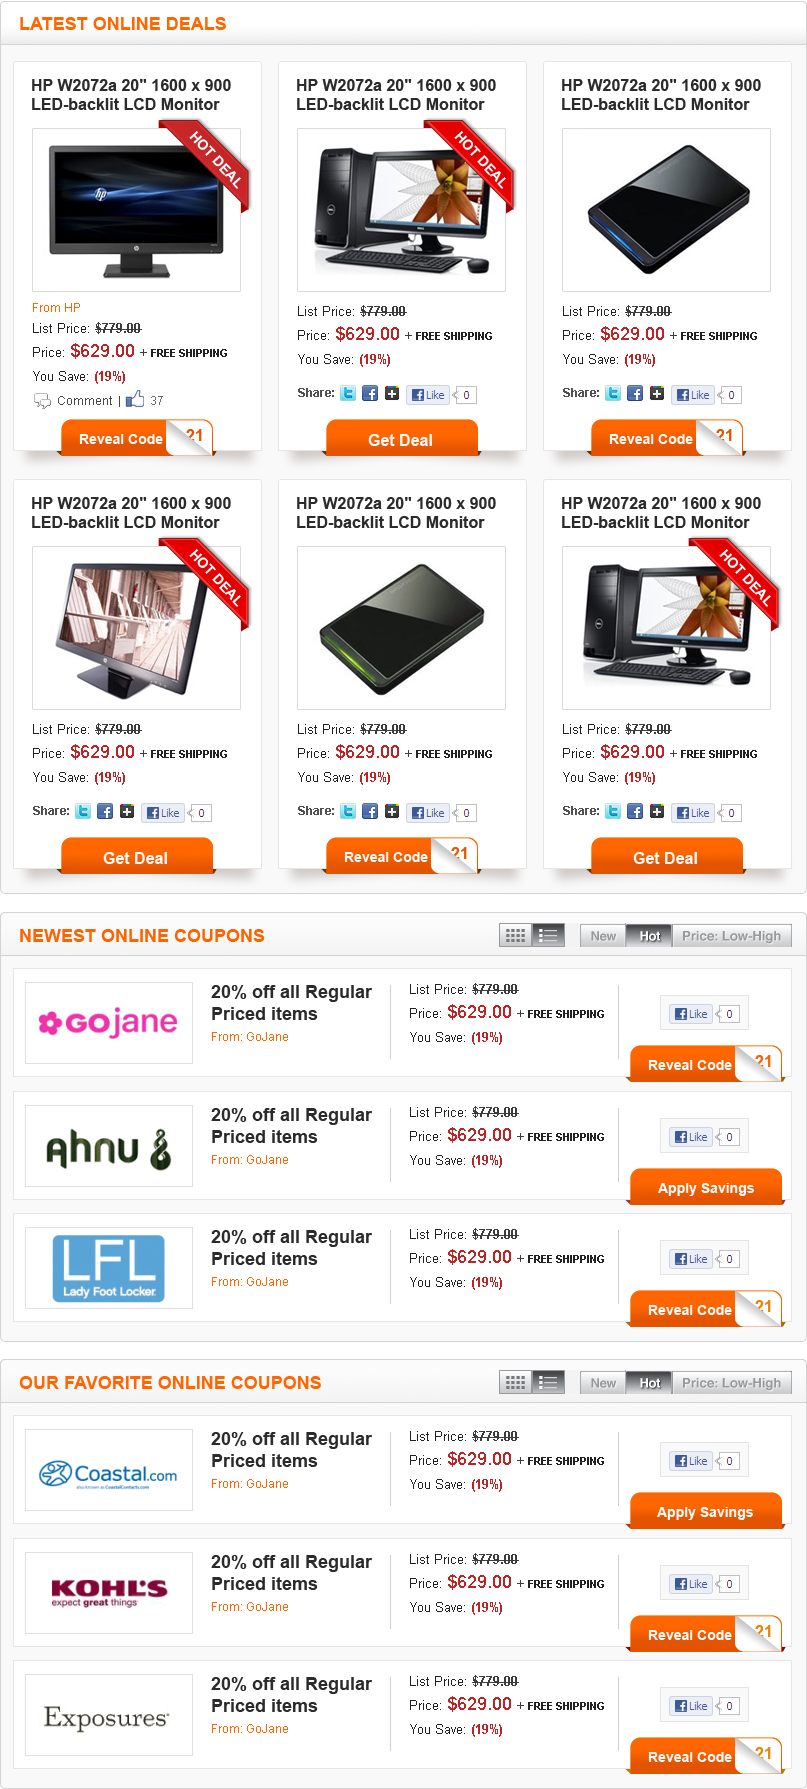 LATEST ONLINE DEALS
HP W2072a 20" 1600 x 900
LED-backlit LCD Monitor
HOT DEAL
hp
From HP
List Price: $779.00
Price: $629.00 + FREE SHIPPING
You Save: (19%)
Comment | 37
Reveal Code 21
HP W2072a 20" 1600 x 900
LED-backlit LCD Monitor
HOT DEAL
List Price: $779.00
Price: $629.00 + FREE SHIPPING
You Save: (19%)
Share: Like 0
Get Deal
HP W2072a 20" 1600 x 900
LED-backlit LCD Monitor
List Price: $779.00
Price: $629.00 + FREE SHIPPING
You Save: (19%)
Share: Like 0
Reveal Code 21
HP W2072a 20" 1600 x 900
LED-backlit LCD Monitor
HOT DEAL
List Price: $779.00
Price: $629.00 + FREE SHIPPING
You Save: (19%)
Share: Like 0
Get Deal
HP W2072a 20" 1600 x 900
LED-backlit LCD Monitor
List Price: $779.00
Price: $629.00 + FREE SHIPPING
You Save: (19%)
Share: Like 0
Reveal Code 21
HP W2072a 20" 1600 x 900
LED-backlit LCD Monitor
HOT DEAL
List Price: $779.00
Price: $629.00 + FREE SHIPPING
You Save: (19%)
Share: Like 0
Get Deal
NEWEST ONLINE COUPONS
New Hot Price: Low-High
GOjane
20% off all Regular
Priced items
From: GoJane
List Price: $779.00
Price: $629.00 + FREE SHIPPING
You Save: (19%)
Like 0
Reveal Code 21
Ahnu
20% off all Regular
Priced items
From: GoJane
List Price: $779.00
Price: $629.00 + FREE SHIPPING
You Save: (19%)
Like 0
Apply Savings
LFL
Lady Foot Locker
20% off all Regular
Priced items
From: GoJane
List Price: $779.00
Price: $629.00 + FREE SHIPPING
You Save: (19%)
Like 0
Reveal Code 21
OUR FAVORITE ONLINE COUPONS
New Hot Price: Low-High
Coastal.com
also known as CoastalContacts.com
20% off all Regular
Priced items
From: GoJane
List Price: $779.00
Price: $629.00 + FREE SHIPPING
You Save: (19%)
Like 0
Apply Savings
KOHL'S
expect great things
20% off all Regular
Priced items
From: GoJane
List Price: $779.00
Price: $629.00 + FREE SHIPPING
You Save: (19%)
Like 0
Reveal Code 21
Exposures
20% off all Regular
Priced items
From: GoJane
List Price: $779.00
Price: $629.00 + FREE SHIPPING
You Save: (19%)
Like 0
Reveal Code 21